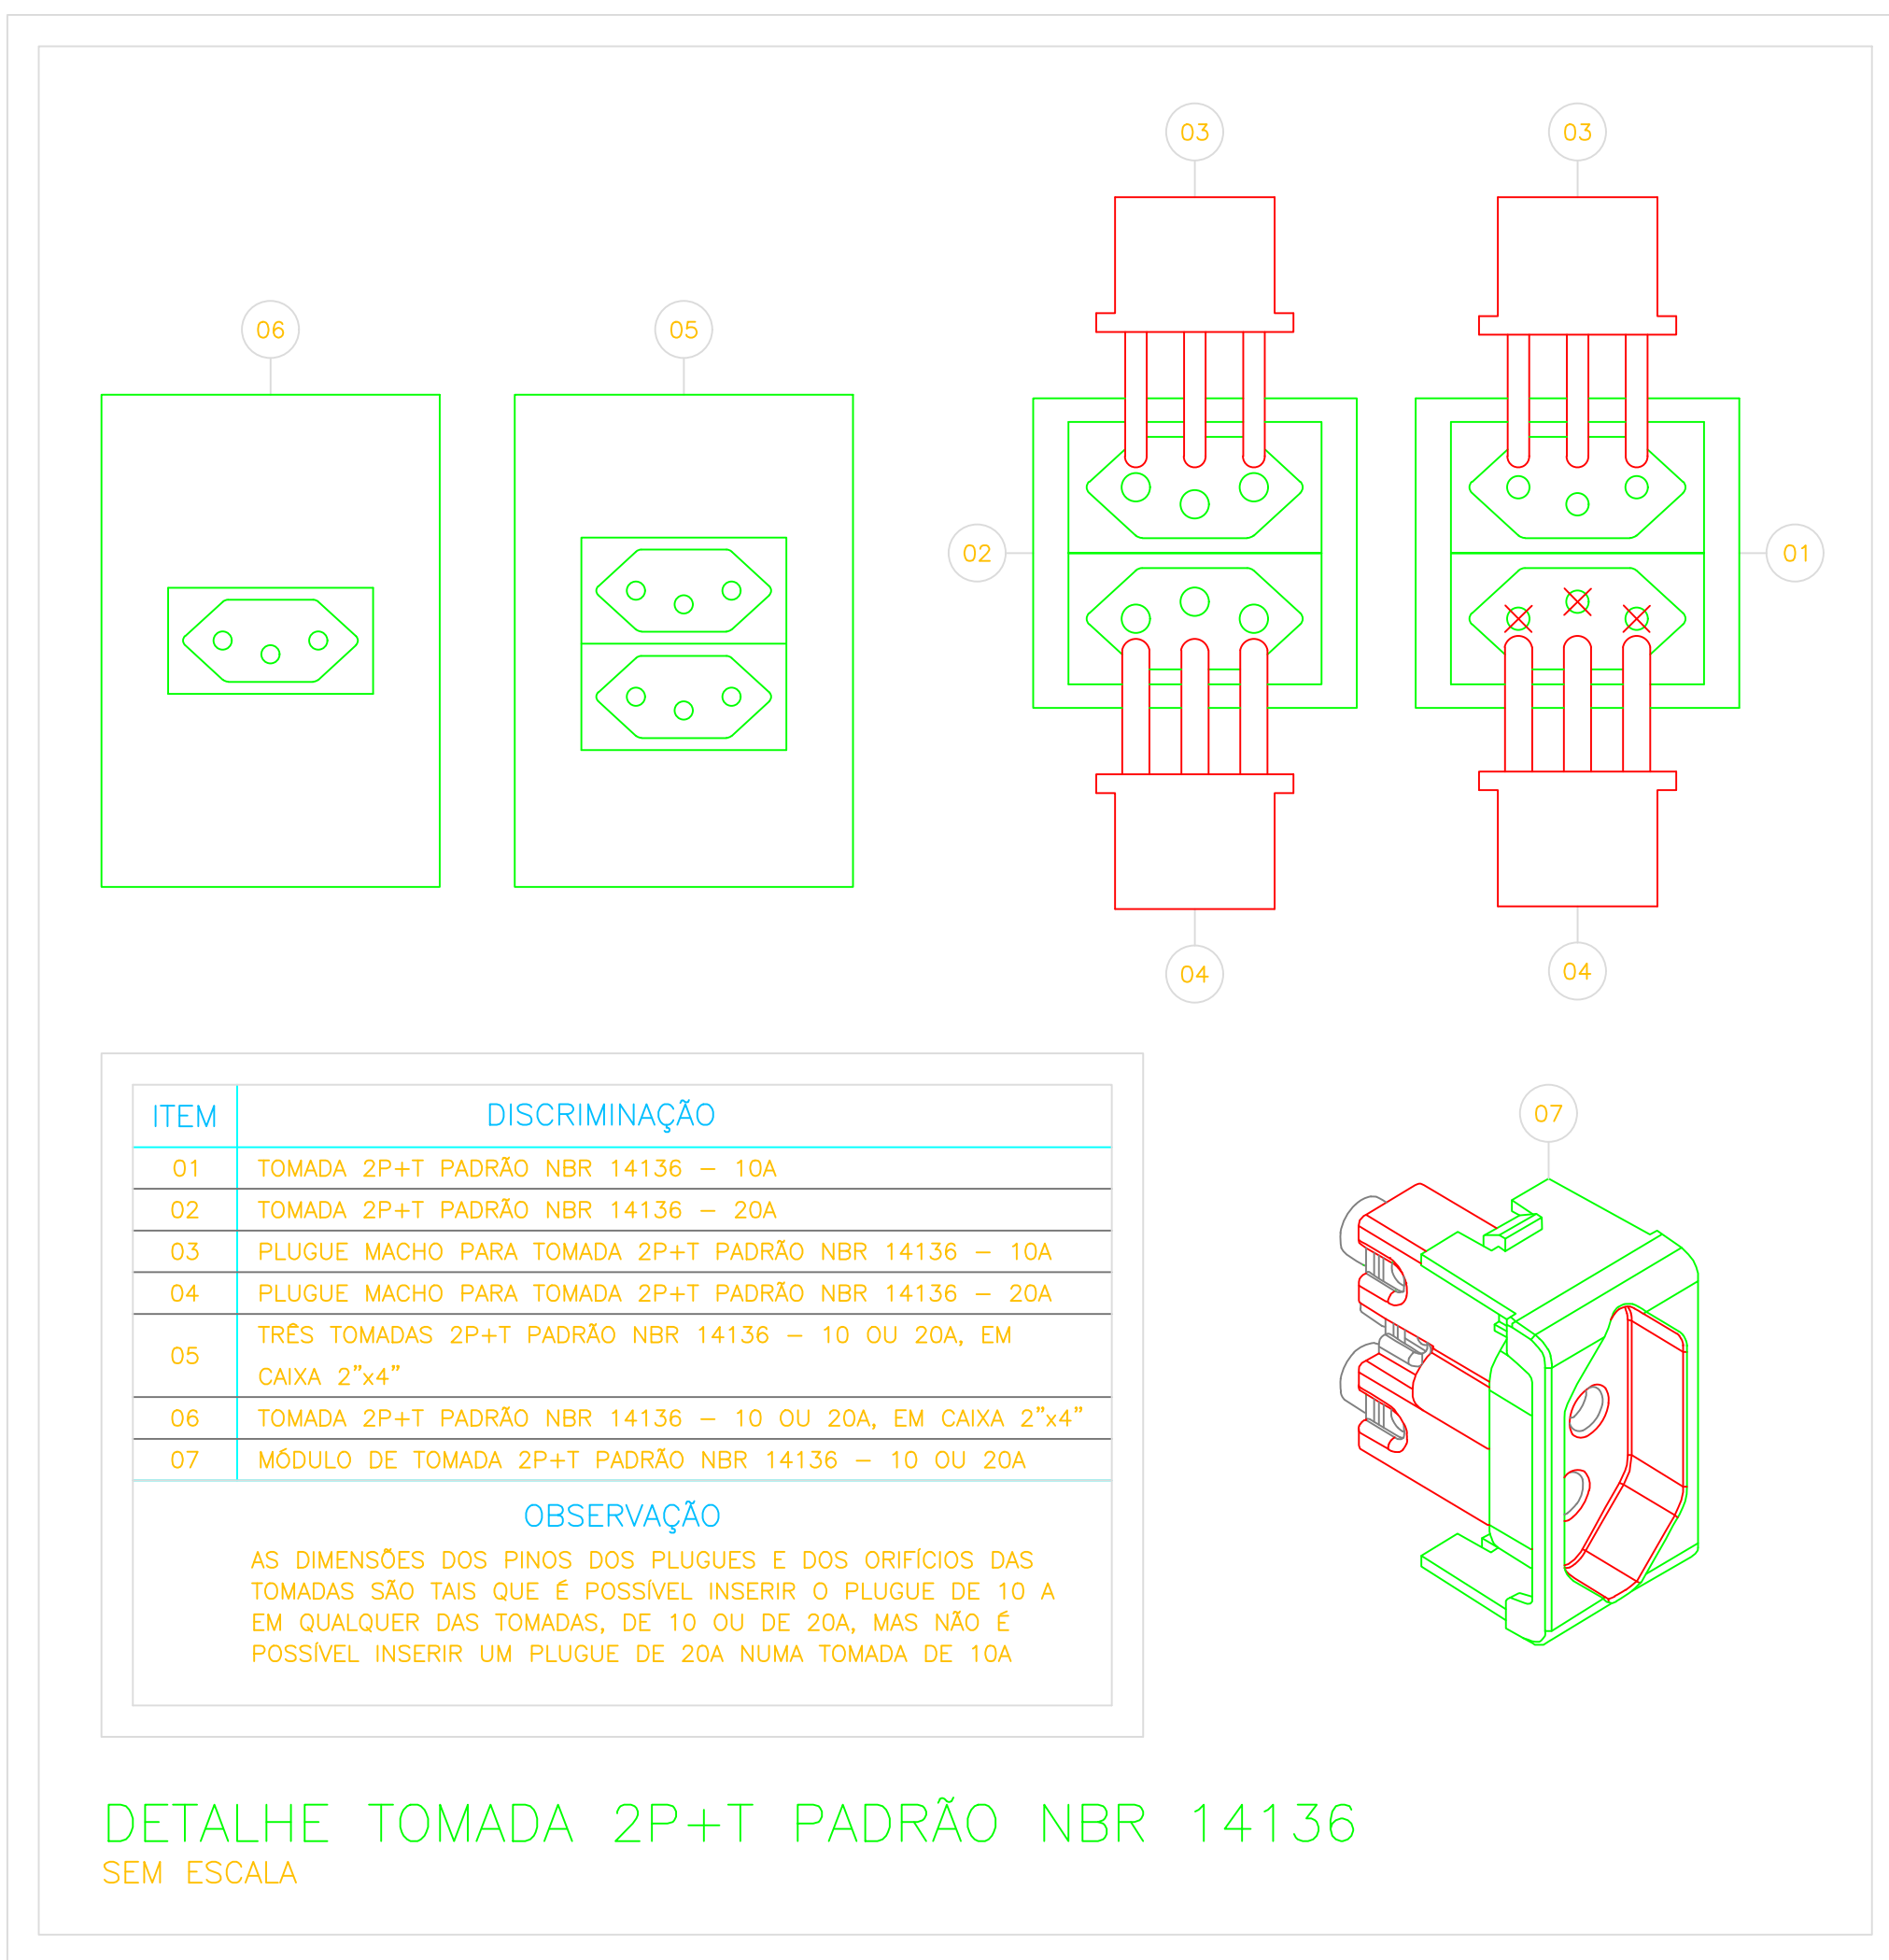 03
03
06
05
02
01
04
04
07
ITEM DISCRIMINAÇÃO
01 TOMADA 2P+T PADRÃO NBR 14136 – 10A
02 TOMADA 2P+T PADRÃO NBR 14136 – 20A
03 PLUGUE MACHO PARA TOMADA 2P+T PADRÃO NBR 14136 – 10A
04 PLUGUE MACHO PARA TOMADA 2P+T PADRÃO NBR 14136 – 20A
05 TRÊS TOMADAS 2P+T PADRÃO NBR 14136 – 10 OU 20A, EM
CAIXA 2”x4”
06 TOMADA 2P+T PADRÃO NBR 14136 – 10 OU 20A, EM CAIXA 2”x4”
07 MÓDULO DE TOMADA 2P+T PADRÃO NBR 14136 – 10 OU 20A
OBSERVAÇÃO
AS DIMENSÕES DOS PINOS DOS PLUGUES E DOS ORIFÍCIOS DAS
TOMADAS SÃO TAIS QUE É POSSÍVEL INSERIR O PLUGUE DE 10 A
EM QUALQUER DAS TOMADAS, DE 10 OU DE 20A, MAS NÃO É
POSSÍVEL INSERIR UM PLUGUE DE 20A NUMA TOMADA DE 10A
DETALHE TOMADA 2P+T PADRÃO NBR 14136
SEM ESCALA